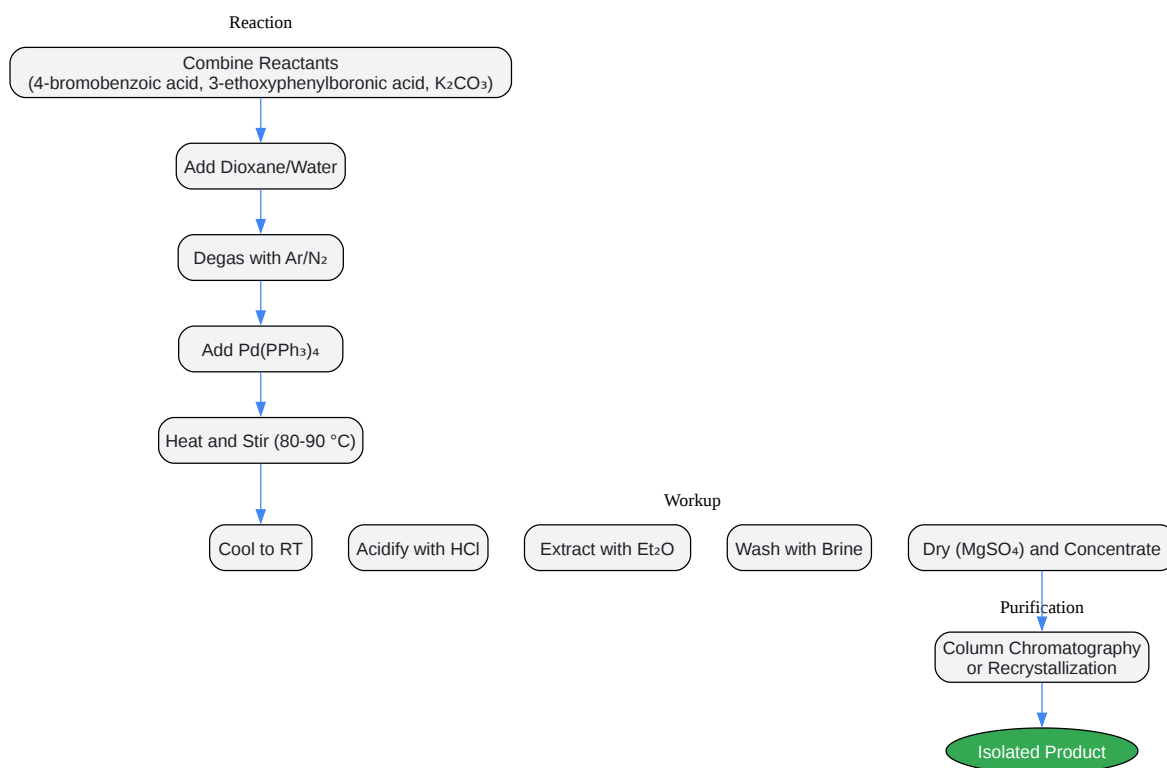 Reaction
Combine Reactants
(4-bromobenzoic acid, 3-ethoxyphenylboronic acid, K₂CO₃)
Add Dioxane/Water
Degas with Ar/N₂
Add Pd(PPh₃)₄
Heat and Stir (80-90 °C)
Workup
Cool to RT
Acidify with HCl
Extract with Et₂O
Wash with Brine
Dry (MgSO₄) and Concentrate
Purification
Column Chromatography
or Recrystallization
Isolated Product